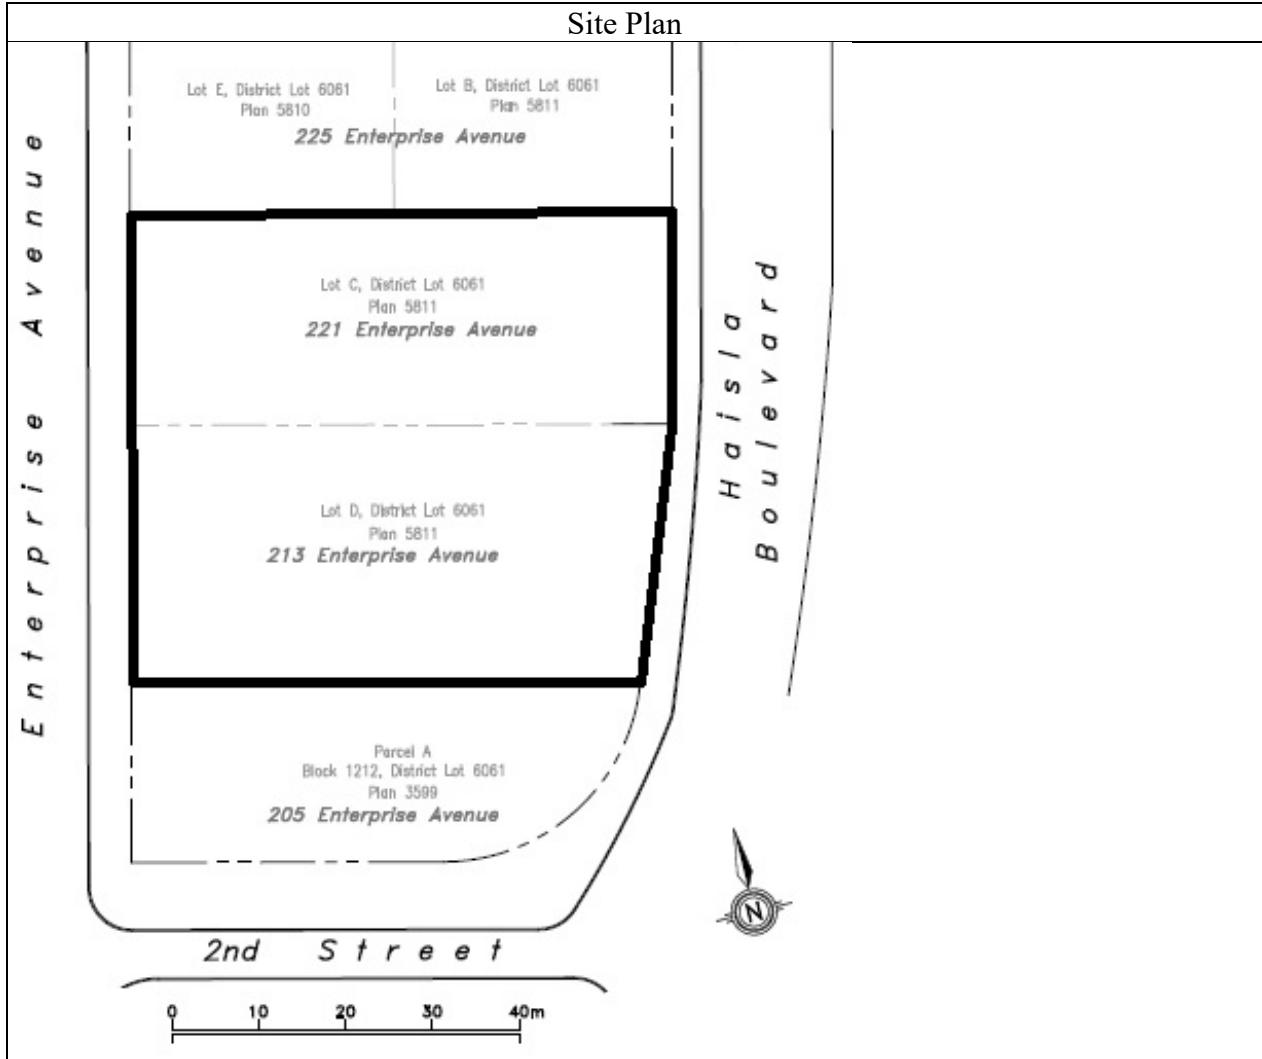 Site Plan
Lot E, District Lot 6061
Plan 5810
Lot B, District Lot 6061
Plan 5811
225 Enterprise Avenue
Enterprise Avenue
Lot C, District Lot 6061
Plan 5811
221 Enterprise Avenue
Haisla
Boulevard
Lot D, District Lot 6061
Plan 5811
213 Enterprise Avenue
Parcel A
Block 1212, District Lot 6061
Plan 3599
205 Enterprise Avenue
N
2nd Street
0 10 20 30 40m